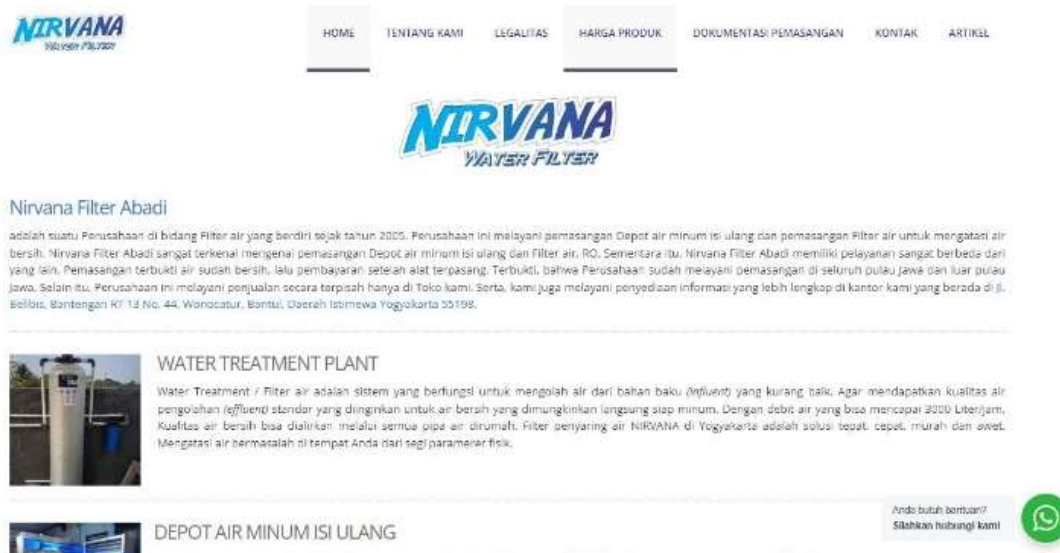 NIRVANA
WATER FILTER
HOME TENTANG KAMI LEGALITAS HARGA PRODUK DOKUMENTASI PEMASANGAN KONTAK ARTIKEL
NIRVANA
WATER FILTER
Nirvana Filter Abadi
adalah suatu Perusahaan di bidang Filter air yang berdiri sejak tahun 2005. Perusahaan ini melayani pemasangan Depot air minum isi ulang dan pemasangan Filter air untuk mengatasi air
bersih. Nirvana Filter Abadi sangat terkenal mengenai pemasangan Depot air minum isi ulang dan Filter air, RO. Sementara itu, Nirvana Filter Abadi memiliki pelayanan sangat berbeda dari
yang lain. Pemasangan terbukti air sudah bersih, lalu pembayaran setelah alat terpasang. Terbukti, bahwa Perusahaan sudah melayani pemasangan di seluruh pulau Jawa dan luar pulau
Jawa. Selain itu, Perusahaan ini melayani penjualan secara terpisah hanya di Toko kami. Serta, kami juga melayani penyediaan informasi yang lebih lengkap di kantor kami yang berada di Jl.
Belibis, Bantengan RT 13 No. 44, Wonocatur, Bantul, Daerah Istimewa Yogyakarta 55198.
WATER TREATMENT PLANT
Water Treatment / Filter air adalah sistem yang berfungsi untuk mengolah air dari bahan baku (influent) yang kurang baik. Agar mendapatkan kualitas air
pengolahan (effluent) standar yang diinginkan untuk air bersih yang dimungkinkan langsung siap minum. Dengan debit air yang bisa mencapai 3000 Liter/jam.
Kualitas air bersih bisa dialirkan melalui semua pipa air dirumah. Filter penyaring air NIRVANA di Yogyakarta adalah solusi tepat, cepat, murah dan awet.
Mengatasi air bermasalah di tempat Anda dari segi paramerer fisik.
DEPOT AIR MINUM ISI ULANG
Anda butuh bantuan?
Silahkan hubungi kami